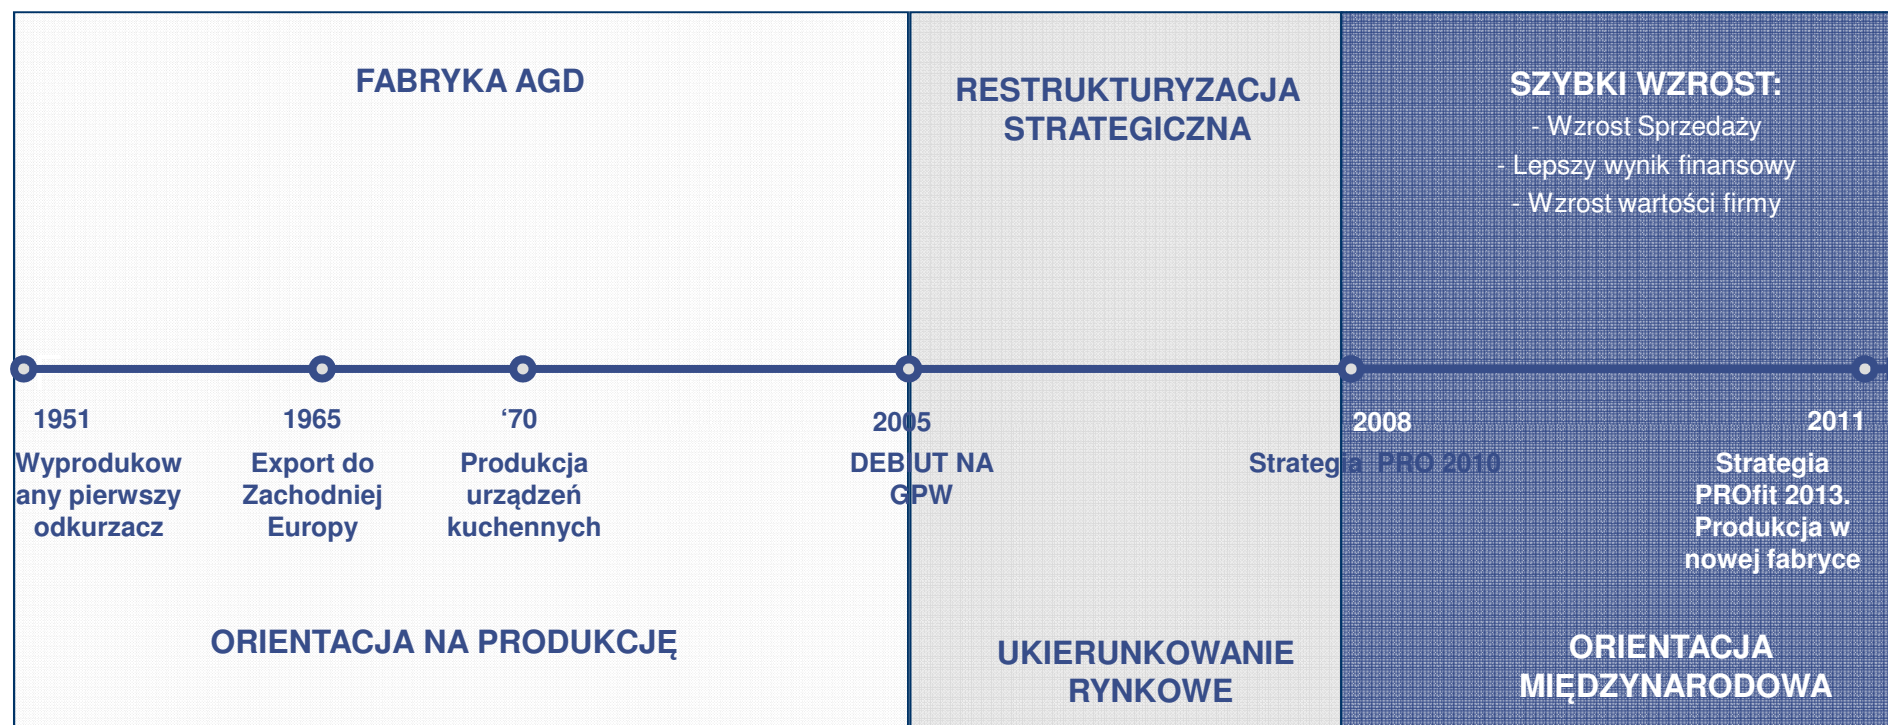 FABRYKA AGD
RESTRUKTURYZACJA
STRATEGICZNA
SZYBKI WZROST:
- Wzrost Sprzedaży
- Lepszy wynik finansowy
- Wzrost wartości firmy
1951
Wyprodukow
any pierwszy
odkurzacz
1965
Export do
Zachodniej
Europy
‘70
Produkcja
urządzeń
kuchennych
2005
DEBIUT NA
GPW
2008
Strategia PRO 2010
2011
Strategia
PROfit 2013.
Produkcja w
nowej fabryce
ORIENTACJA NA PRODUKCJĘ
UKIERUNKOWANIE
RYNKOWE
ORIENTACJA
MIĘDZYNARODOWA